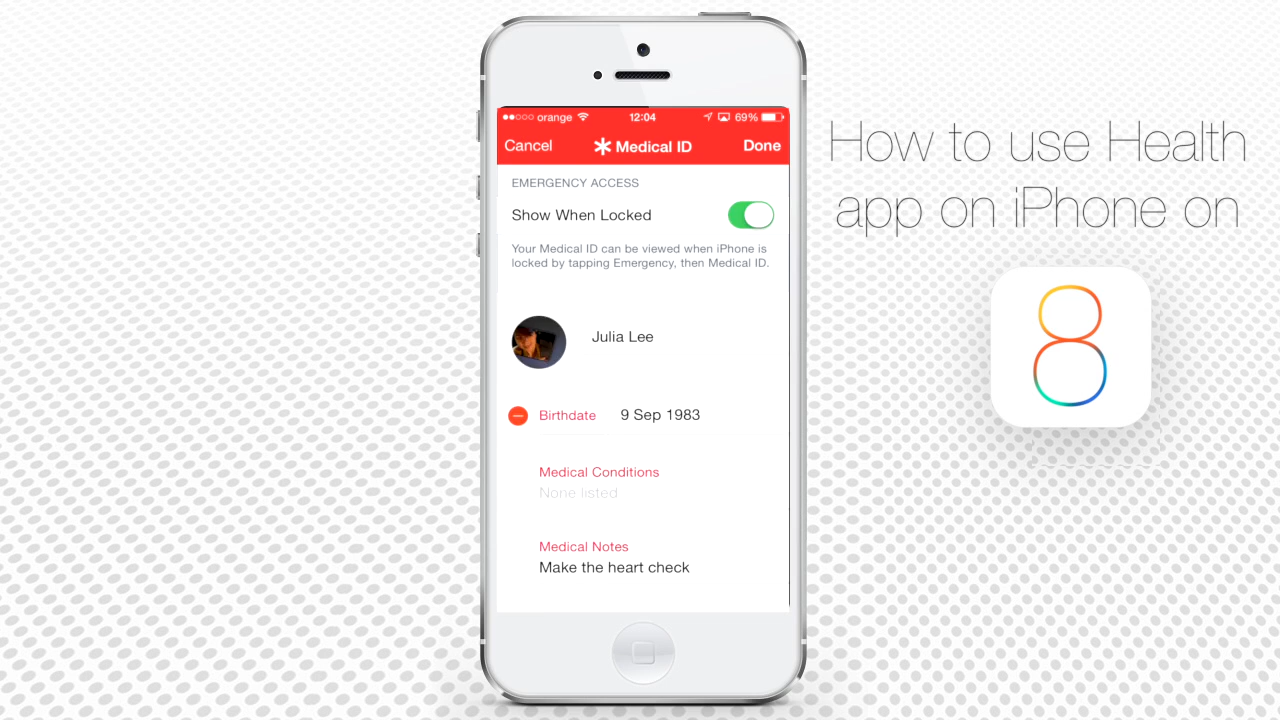 orange
12:04
69%
Cancel
Medical ID
Done
EMERGENCY ACCESS
Show When Locked
Your Medical ID can be viewed when iPhone is
locked by tapping Emergency, then Medical ID.
Julia Lee
Birthdate 9 Sep 1983
Medical Conditions
None listed
Medical Notes
Make the heart check
How to use Health
app on iPhone on
8